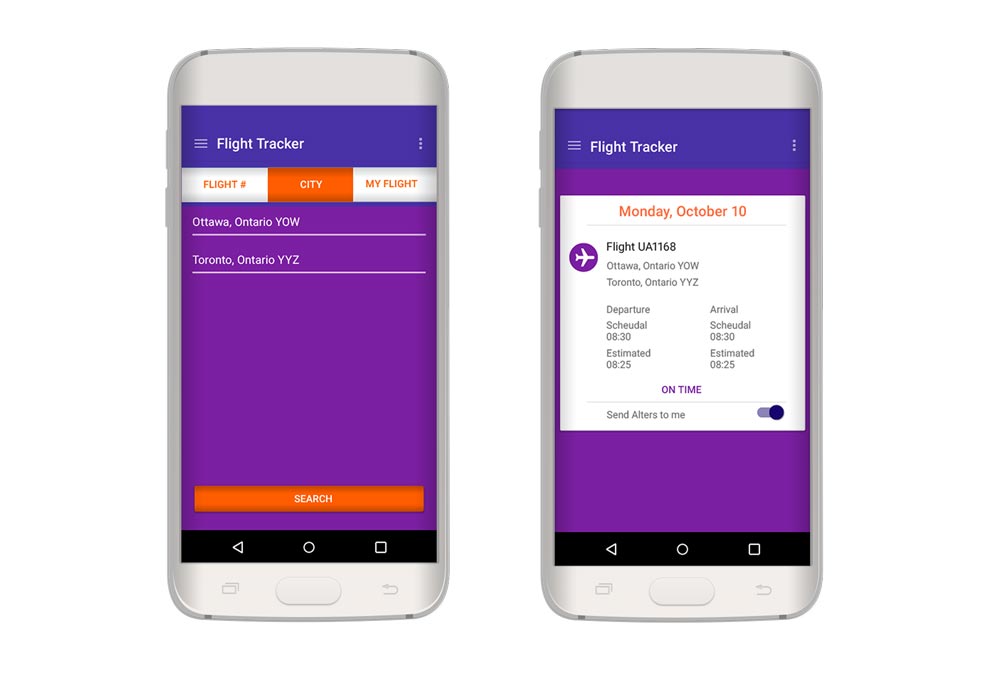 Flight Tracker
FLIGHT # CITY MY FLIGHT
Ottawa, Ontario YOW
Toronto, Ontario YYZ
SEARCH
Flight Tracker
Monday, October 10
Flight UA1168
Ottawa, Ontario YOW
Toronto, Ontario YYZ
Departure Arrival
Scheudal Scheudal
08:30 08:30
Estimated Estimated
08:25 08:25
ON TIME
Send Alters to me